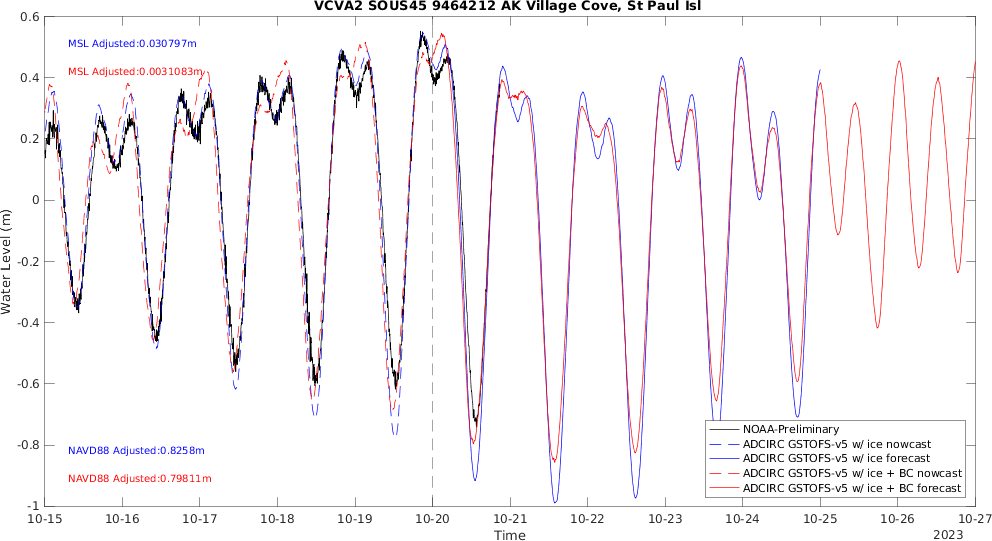 VCVA2 SOUS45 9464212 AK Village Cove, St Paul Isl
0.6
0.4
0.2
0
-0.2
-0.4
-0.6
-0.8
-1
Water Level (m)
MSL Adjusted:0.030797m
MSL Adjusted:0.0031083m
NAVD88 Adjusted:0.8258m
NAVD88 Adjusted:0.79811m
NOAA-Preliminary
ADCIRC GSTOFS-v5 w/ ice nowcast
ADCIRC GSTOFS-v5 w/ ice forecast
ADCIRC GSTOFS-v5 w/ ice + BC nowcast
ADCIRC GSTOFS-v5 w/ ice + BC forecast
10-15 10-16 10-17 10-18 10-19 10-20 10-21 10-22 10-23 10-24 10-25 10-26 10-27
Time
2023